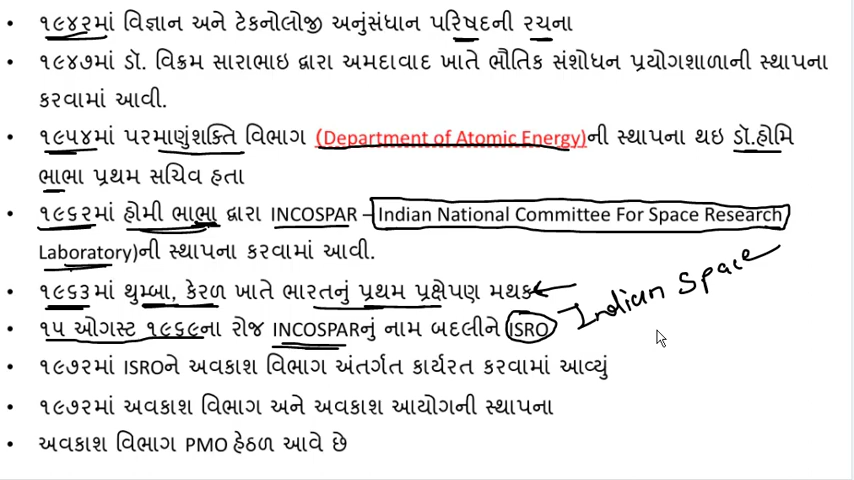 • ૧૯૪૨માં વિજ્ઞાન અને ટેકનોલોજી અનુસંધાન પરિષદની રચના
• ૧૯૪૭માં ડૉ. વિક્રમ સારાભાઇ દ્વારા અમદાવાદ ખાતે ભૌતિક સંશોધન પ્રયોગશાળાની સ્થાપના
કરવામાં આવી.
• ૧૯૫૪માં પરમાણુંશક્તિ વિભાગ (Department of Atomic Energy)ની સ્થાપના થઇ ડૉ.હોમિ
ભાભા પ્રથમ સચિવ હતા
• ૧૯૬૨માં હોમી ભાભા દ્વારા INCOSPAR – Indian National Committee For Space Research
Laboratory)ની સ્થાપના કરવામાં આવી.
• ૧૯૬૩માં થુમ્બા, કેરળ ખાતે ભારતનું પ્રથમ પ્રક્ષેપણ મથક
• ૧૫ ઓગસ્ટ ૧૯૬૯ના રોજ INCOSPARનું નામ બદલીને ISRO
Indian Space
• ૧૯૭૨માં ISROને અવકાશ વિભાગ અંતર્ગત કાર્યરત કરવામાં આવ્યું
• ૧૯૭૨માં અવકાશ વિભાગ અને અવકાશ આયોગની સ્થાપના
• અવકાશ વિભાગ PMO હેઠળ આવે છે